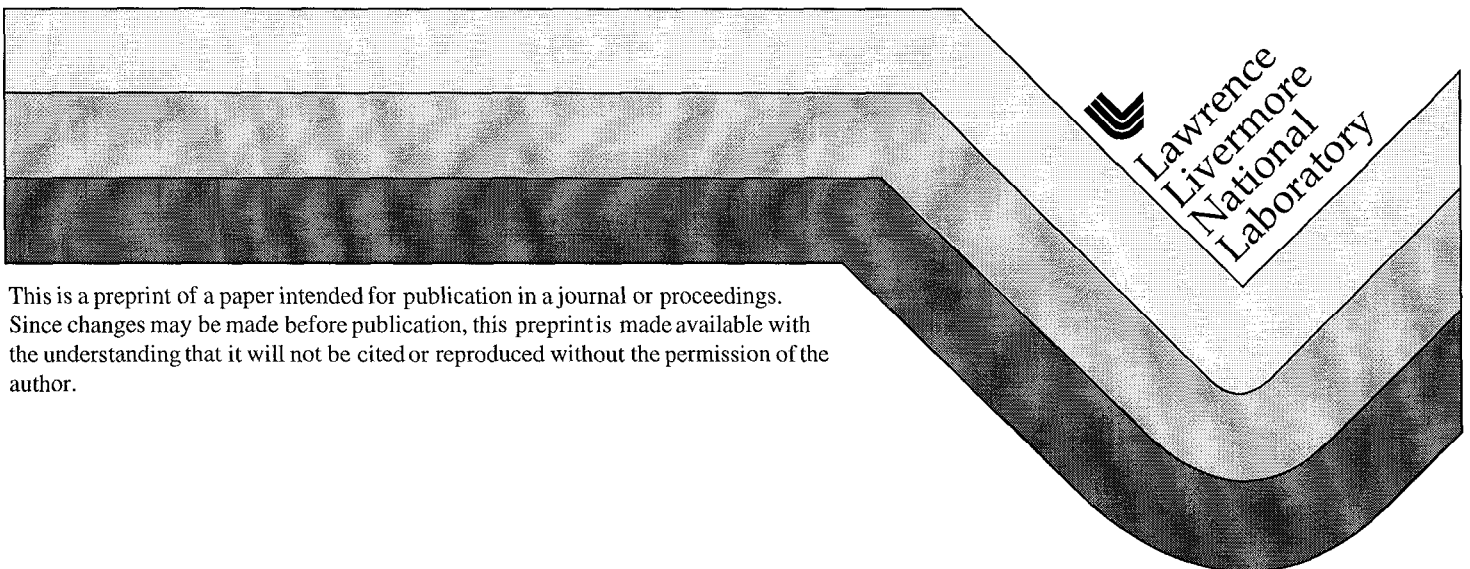 Lawrence
Livermore
National
Laboratory
This is a preprint of a paper intended for publication in a journal or proceedings.
Since changes may be made before publication, this preprint is made available with
the understanding that it will not be cited or reproduced without the permission of the
author.